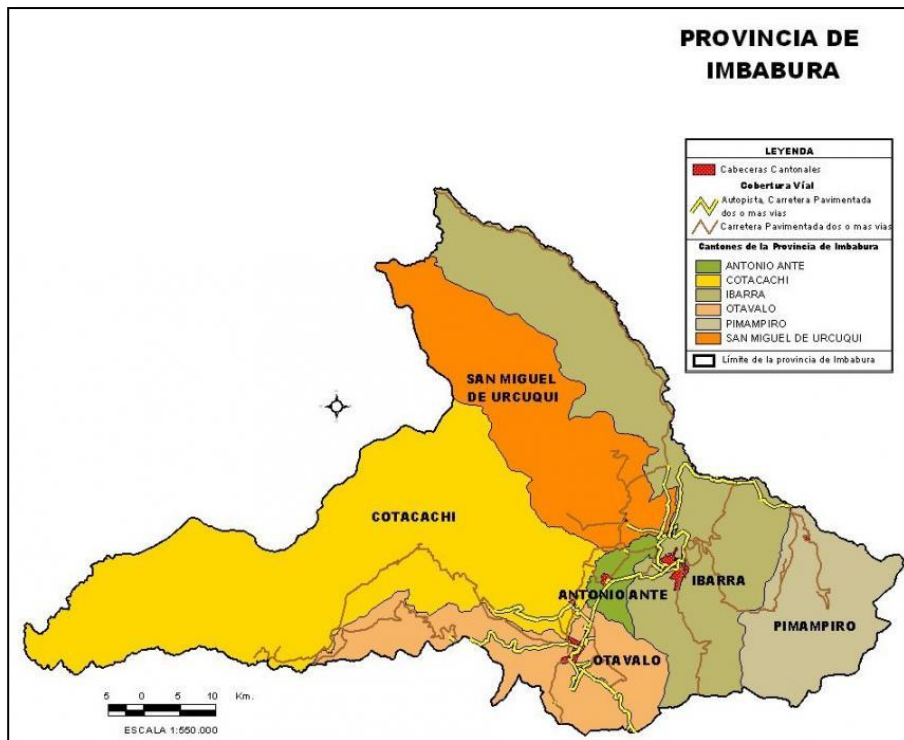 PROVINCIA DE
IMBABURA
LEYENDA
Cabeceras Cantonales
Cobertura Víal
Autopista, Carretera Pavimentada
dos o mas vias
Carretera Pavimentada dos o mas vias
Cantones de la Provincia de Imbabura
ANTONIO ANTE
COTACACHI
IBARRA
OTAVALO
PIMAMPIRO
SAN MIGUEL DE URCUQUI
Límite de la provincia de Imbabura
SAN MIGUEL
DE URCUQUI
COTACACHI
IBARRA
ANTONIO ANTE
PIMAMPIRO
OTAVALO
5 0 5 10 Km.
ESCALA 1:550.000